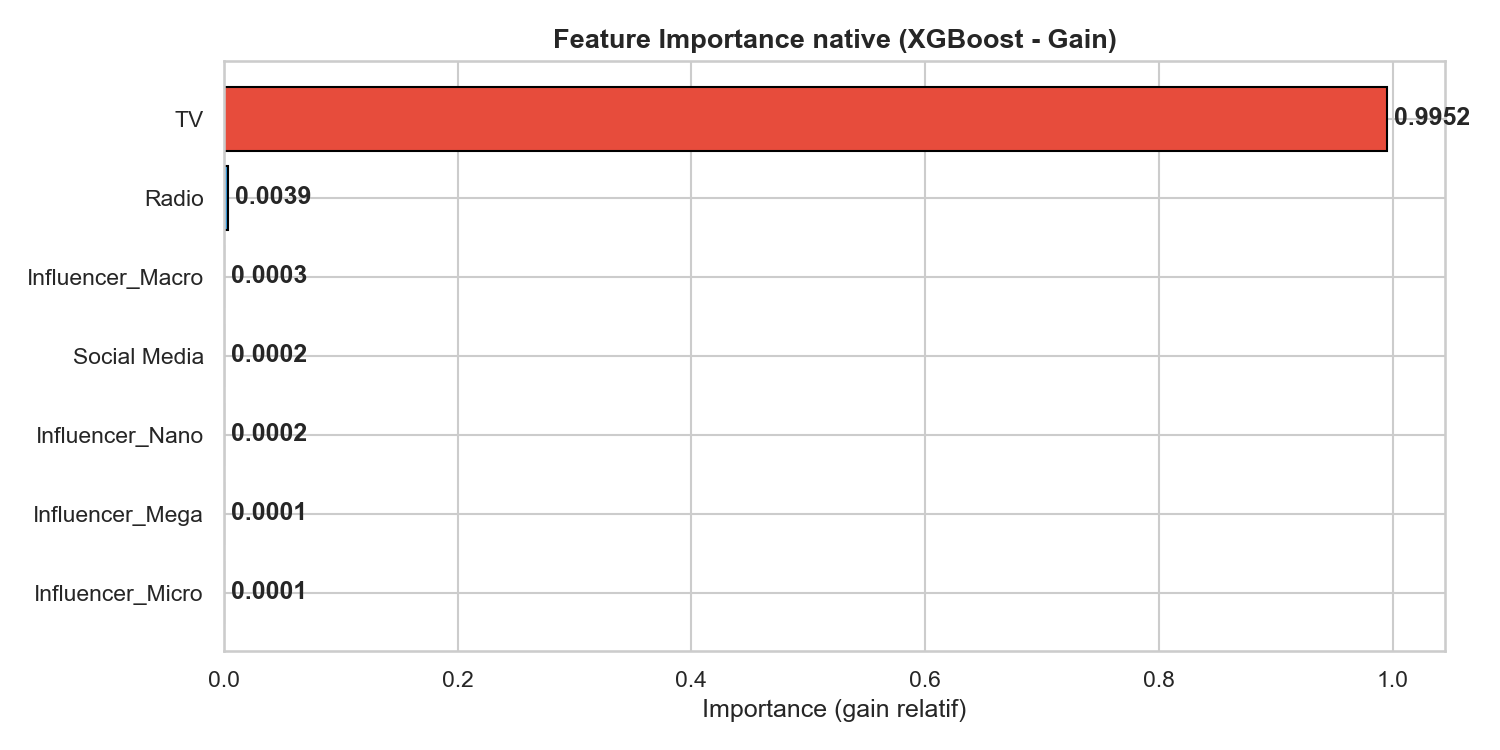 Feature Importance native (XGBoost - Gain)
TV 0.9952
Radio 0.0039
Influencer_Macro 0.0003
Social Media 0.0002
Influencer_Nano 0.0002
Influencer_Mega 0.0001
Influencer_Micro 0.0001
0.0 0.2 0.4 0.6 0.8 1.0
Importance (gain relatif)